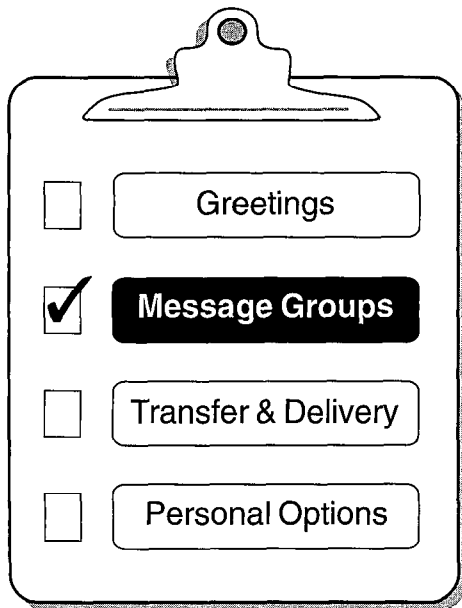 Greetings
Message Groups
Transfer & Delivery
Personal Options